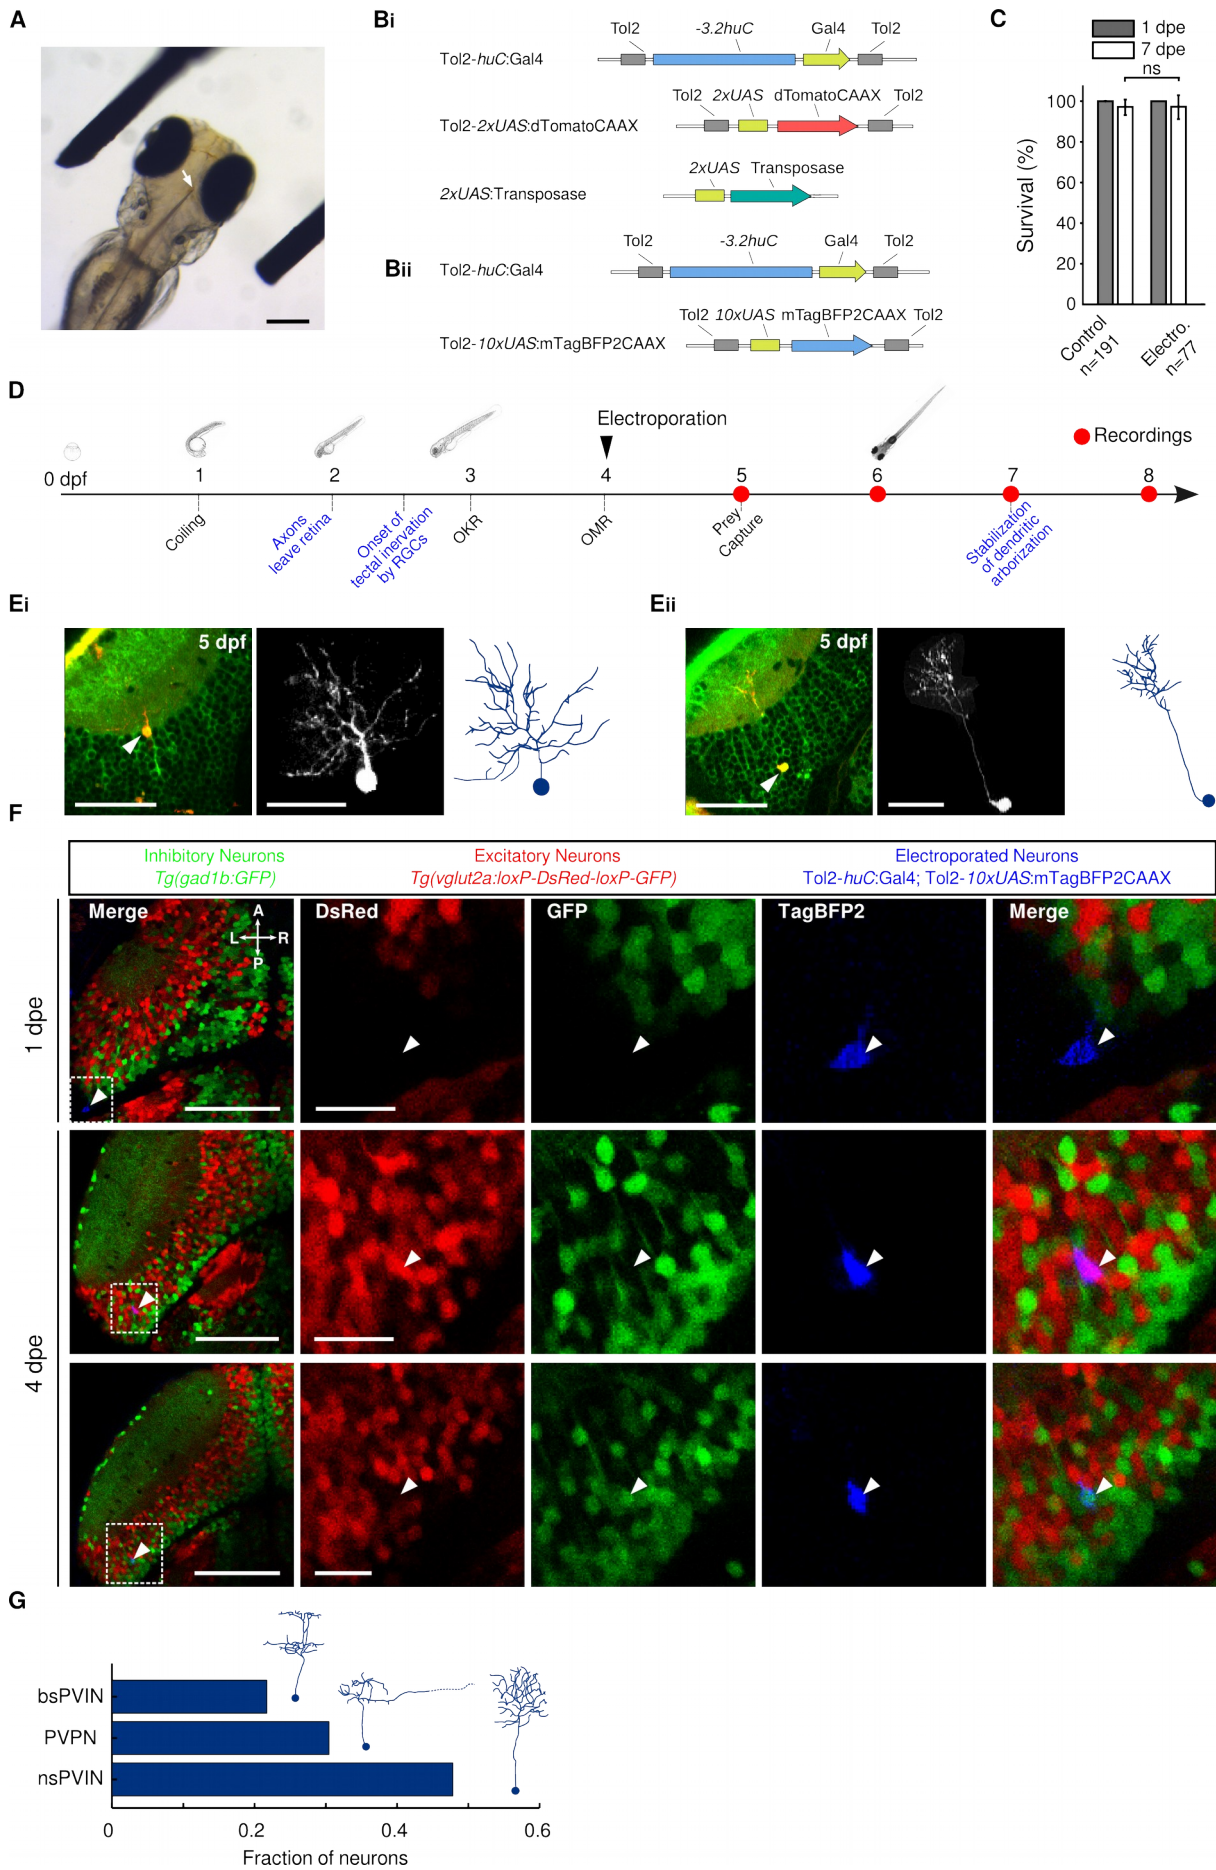 A
Bi
Tol2 -3.2huC Gal4 Tol2
Tol2-huC:Gal4
Tol2 2xUAS dTomatoCAAX Tol2
Tol2-2xUAS:dTomatoCAAX
2xUAS Transposase
2xUAS:Transposase
Bii
Tol2 -3.2huC Gal4 Tol2
Tol2-huC:Gal4
Tol2 10xUAS mTagBFP2CAAX Tol2
Tol2-10xUAS:mTagBFP2CAAX
C
1 dpe
7 dpe
ns
Survival (%)
100
80
60
40
20
0
Control
n=191
Electro.
n=77
D
Electroporation
Recordings
0 dpf 1 2 3 4 5 6 7 8
Coiling
Axons
leave retina
Onset of
tectal inervation
by RGCs
OKR
OMR
Prey
Capture
Stabilization
of dendritic
arborization
Ei
5 dpf
Eii
5 dpf
F
Inhibitory Neurons
Tg(gad1b:GFP)
Excitatory Neurons
Tg(vglut2a:loxP-DsRed-loxP-GFP)
Electroporated Neurons
Tol2-huC:Gal4; Tol2-10xUAS:mTagBFP2CAAX
Merge DsRed GFP TagBFP2 Merge
A
L R
P
1 dpe
4 dpe
G
bsPVIN
PVPN
nsPVIN
0 0.2 0.4 0.6
Fraction of neurons